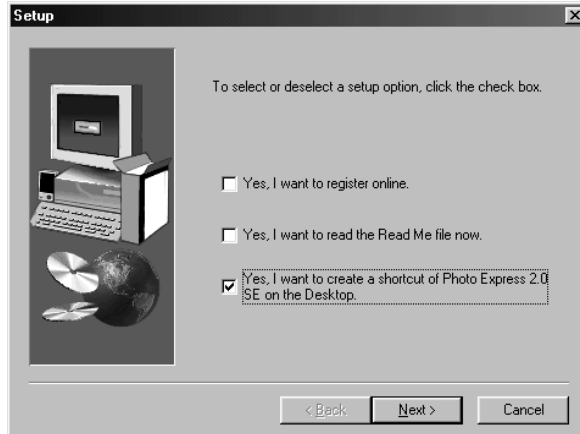 Setup
To select or deselect a setup option, click the check box.
Yes, I want to register online.
Yes, I want to read the Read Me file now.
Yes, I want to create a shortcut of Photo Express 2.0
SE on the Desktop.
< Back
Next >
Cancel